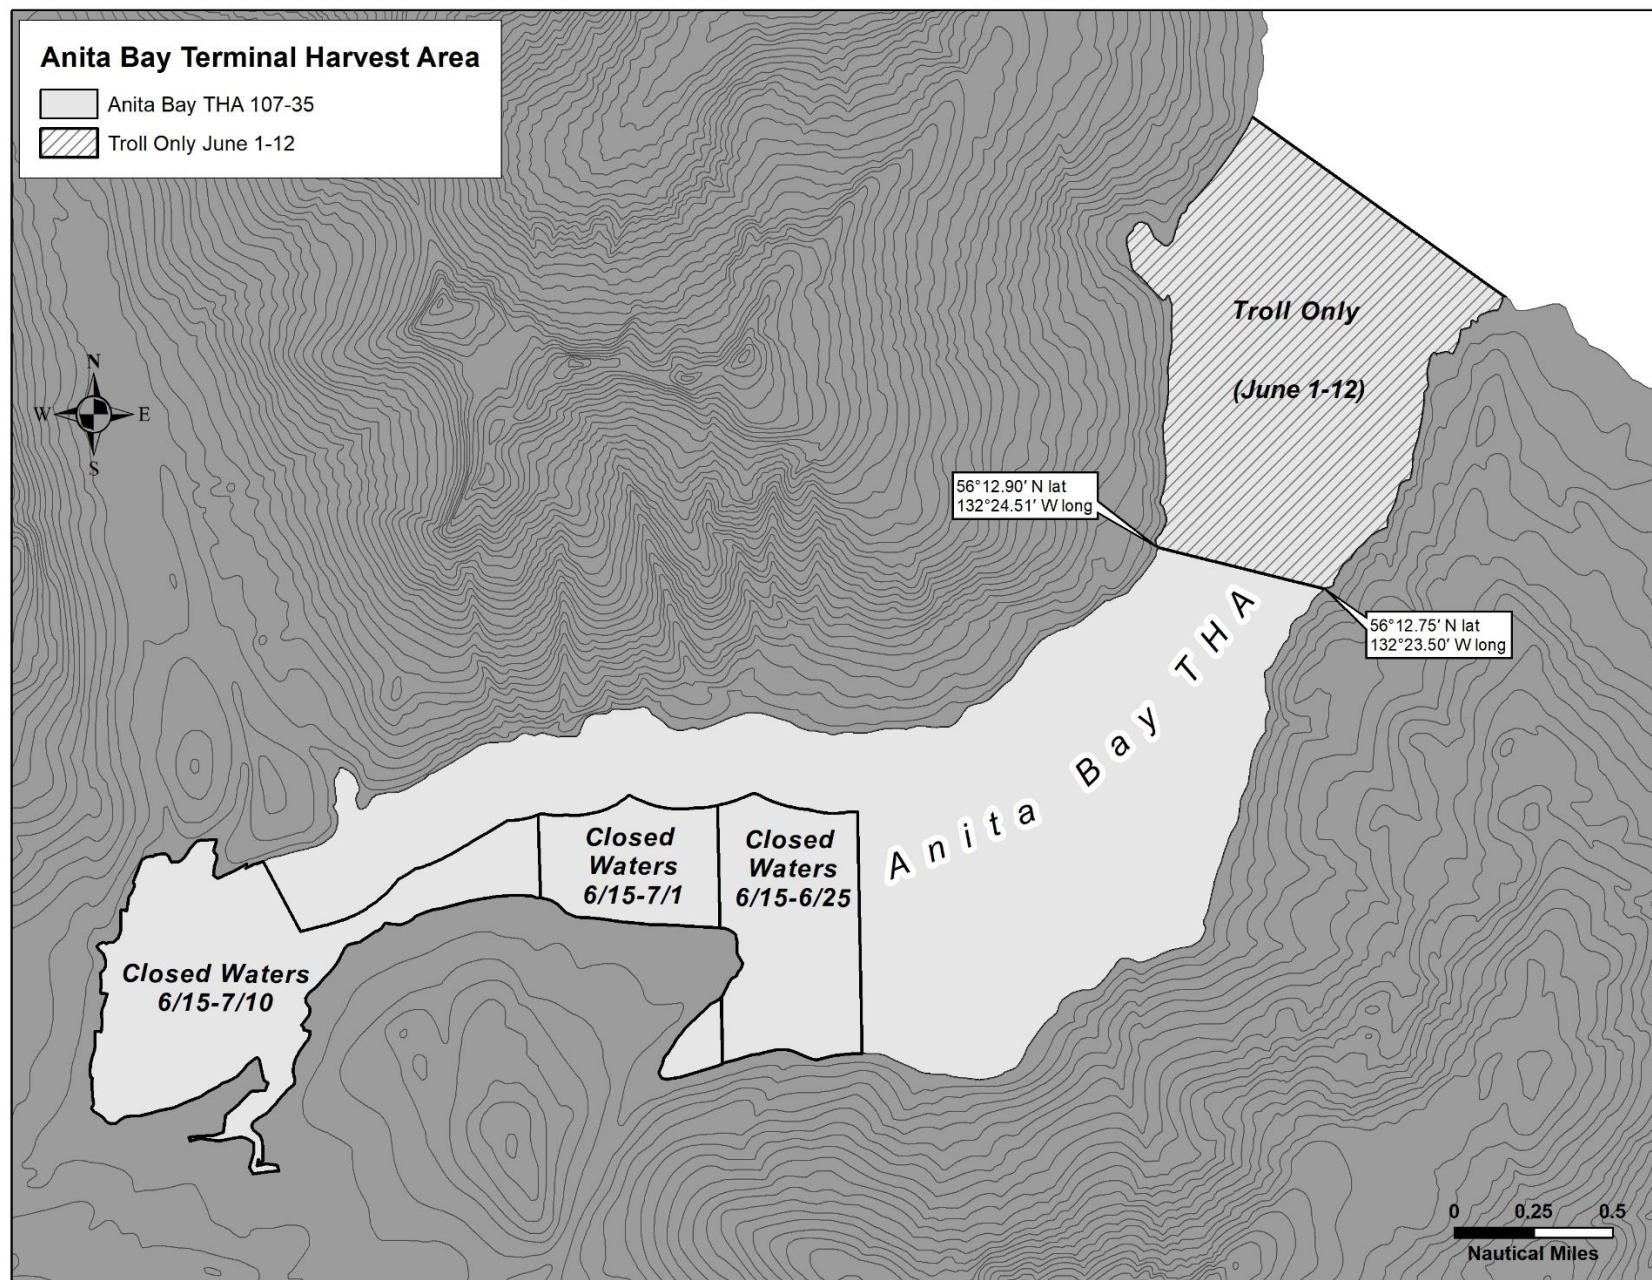 Anita Bay Terminal Harvest Area
Anita Bay THA 107-35
Troll Only June 1-12
Troll Only
(June 1-12)
N
W
E
S
56°12.90' N lat
132°24.51' W long
56°12.75' N lat
132°23.50' W long
Anita Bay THA
Closed
Waters
6/15-7/1
Closed
Waters
6/15-6/25
Closed Waters
6/15-7/10
0 0.25 0.5
Nautical Miles